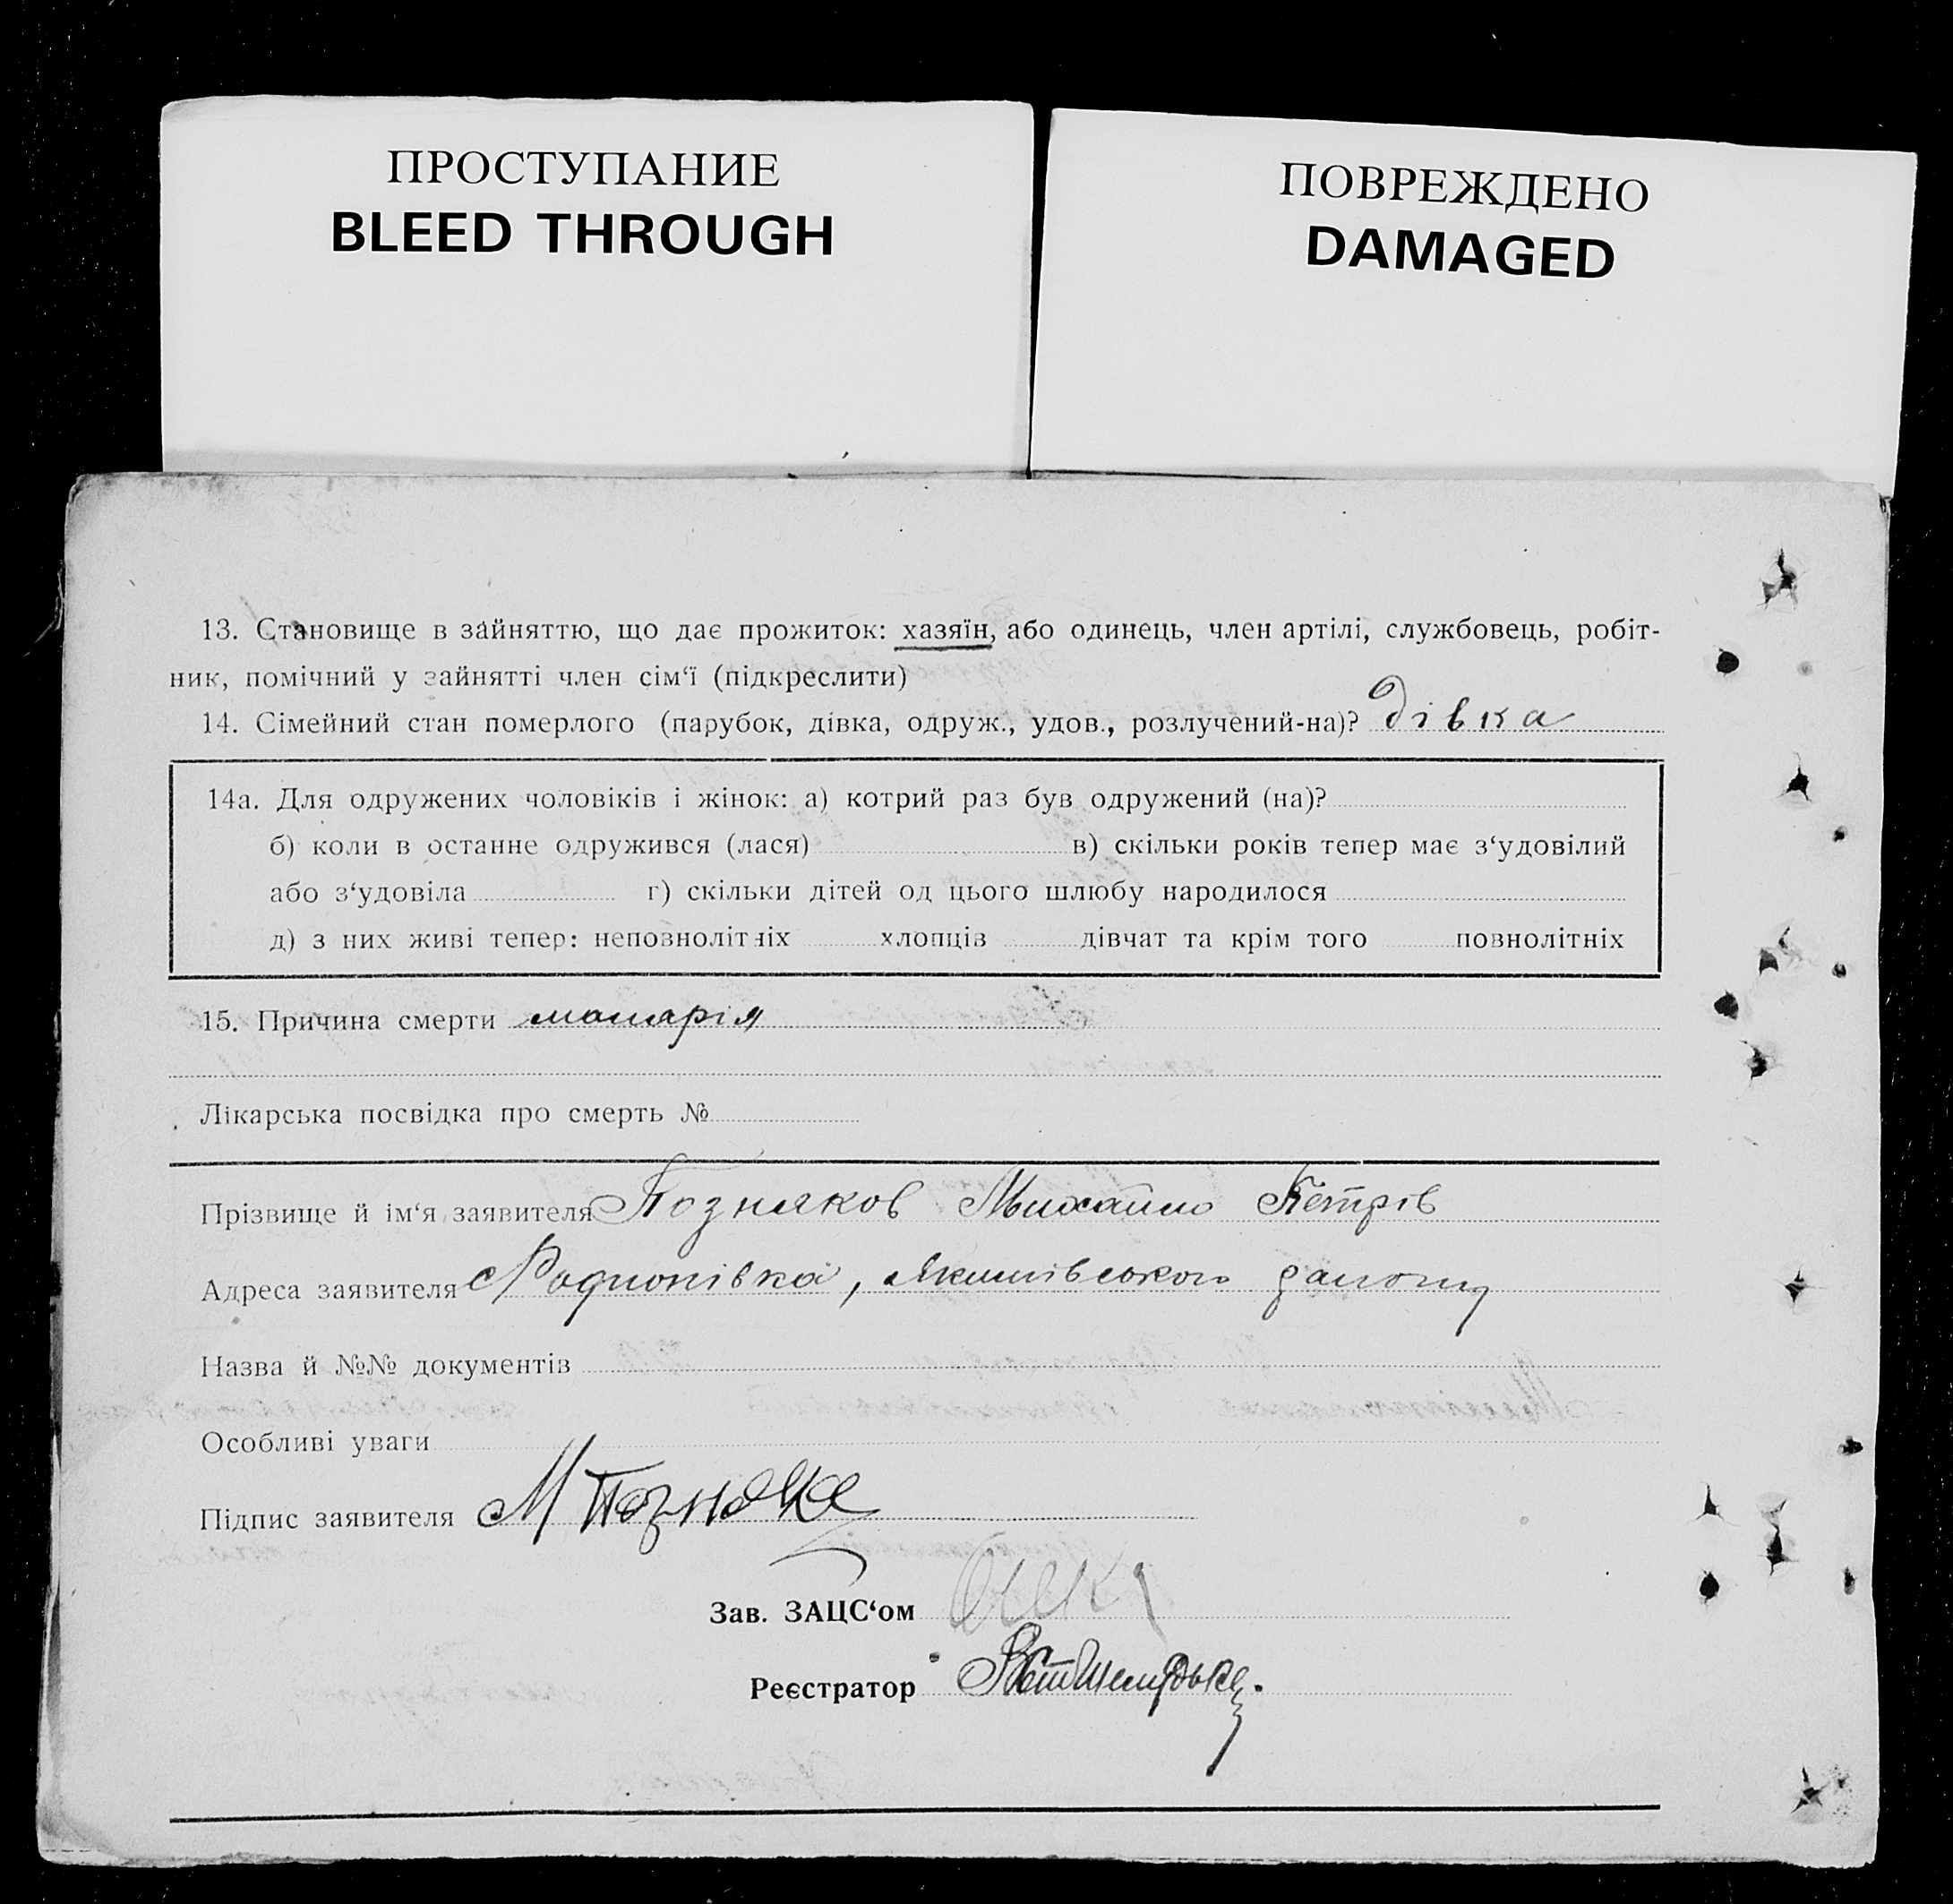 ПРОСТУПАНИЕ
BLEED THROUGH
ПОВРЕЖДЕНО
DAMAGED
13. Становище в зайняттю, що дає прожиток: хазяїн, або одинець, член артілі, службовець, робіт-
ник, помічний у зайнятті член сім‘ї (підкреслити)
14. Сімейний стан померлого (парубок, дівка, одруж., удов., розлучений-на)? дівка
14а. Для одружених чоловіків і жінок: а) котрий раз був одружений (на)?
б) коли в останне одружився (лася) в) скільки років тепер має з‘удовілий
або з‘удовіла г) скільки дітей од цього шлюбу народилося
д) з них живі тепер: неповнолітніх хлопців дівчат та крім того повнолітніх
15. Причина смерти малярія
Лікарська посвідка про смерть №
Прізвище й ім‘я заявителя Позняков Михайло Петрів
Адреса заявителя с Родионівка, Якимівського району
Назва й №№ документів
Особливі уваги
Підпис заявителя М Позняков
Зав. ЗАЦС‘ом
Реєстратор